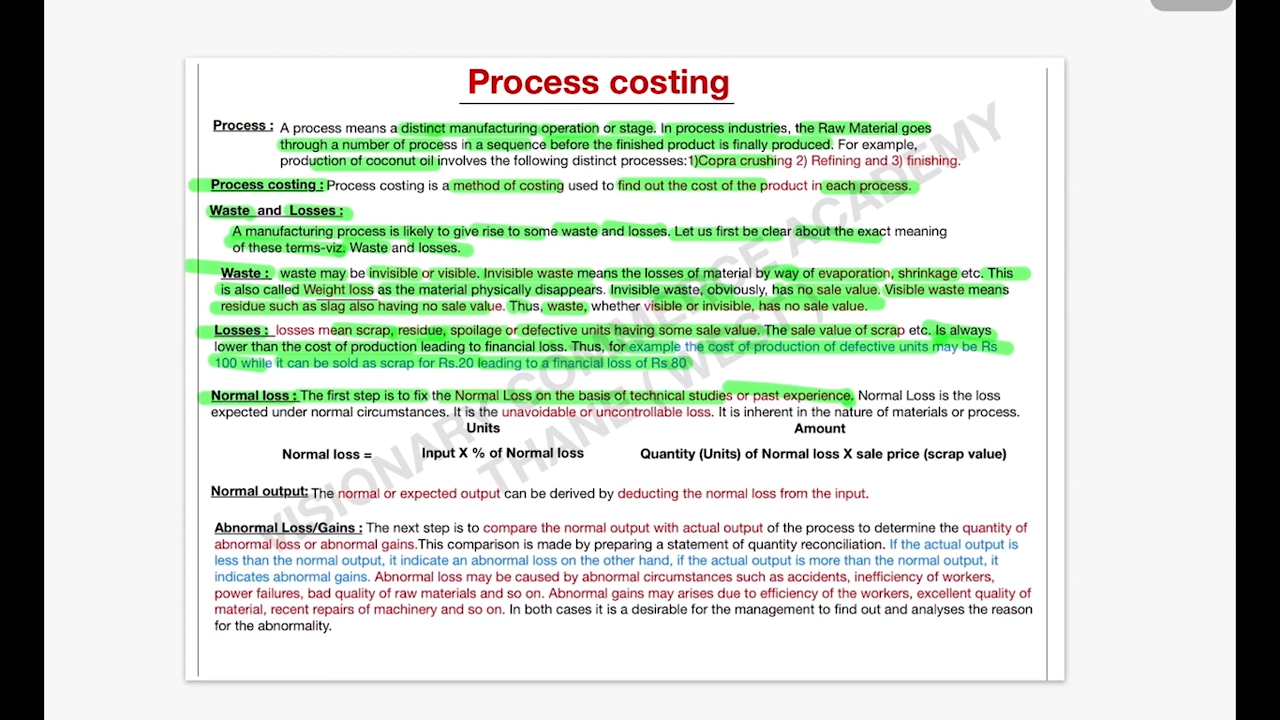 Process costing
Process : A process means a distinct manufacturing operation or stage. In process industries, the Raw Material goes
through a number of process in a sequence before the finished product is finally produced. For example,
production of coconut oil involves the following distinct processes:1)Copra crushing 2) Refining and 3) finishing.
Process costing : Process costing is a method of costing used to find out the cost of the product in each process.
Waste and Losses :
A manufacturing process is likely to give rise to some waste and losses. Let us first be clear about the exact meaning
of these terms-viz. Waste and losses.
Waste : waste may be invisible or visible. Invisible waste means the losses of material by way of evaporation, shrinkage etc. This
is also called Weight loss as the material physically disappears. Invisible waste, obviously, has no sale value. Visible waste means
residue such as slag also having no sale value. Thus, waste, whether visible or invisible, has no sale value.
Losses : losses mean scrap, residue, spoilage or defective units having some sale value. The sale value of scrap etc. Is always
lower than the cost of production leading to financial loss. Thus, for example the cost of production of defective units may be Rs
100 while it can be sold as scrap for Rs.20 leading to a financial loss of Rs 80
Normal loss : The first step is to fix the Normal Loss on the basis of technical studies or past experience. Normal Loss is the loss
expected under normal circumstances. It is the unavoidable or uncontrollable loss. It is inherent in the nature of materials or process.
Units Amount
Normal loss = Input X % of Normal loss Quantity (Units) of Normal loss X sale price (scrap value)
Normal output: The normal or expected output can be derived by deducting the normal loss from the input.
Abnormal Loss/Gains : The next step is to compare the normal output with actual output of the process to determine the quantity of
abnormal loss or abnormal gains.This comparison is made by preparing a statement of quantity reconciliation. If the actual output is
less than the normal output, it indicate an abnormal loss on the other hand, if the actual output is more than the normal output, it
indicates abnormal gains. Abnormal loss may be caused by abnormal circumstances such as accidents, inefficiency of workers,
power failures, bad quality of raw materials and so on. Abnormal gains may arises due to efficiency of the workers, excellent quality of
material, recent repairs of machinery and so on. In both cases it is a desirable for the management to find out and analyses the reason
for the abnormality.
VISIONARY COMMERCE ACADEMY
THANE ( WEST )